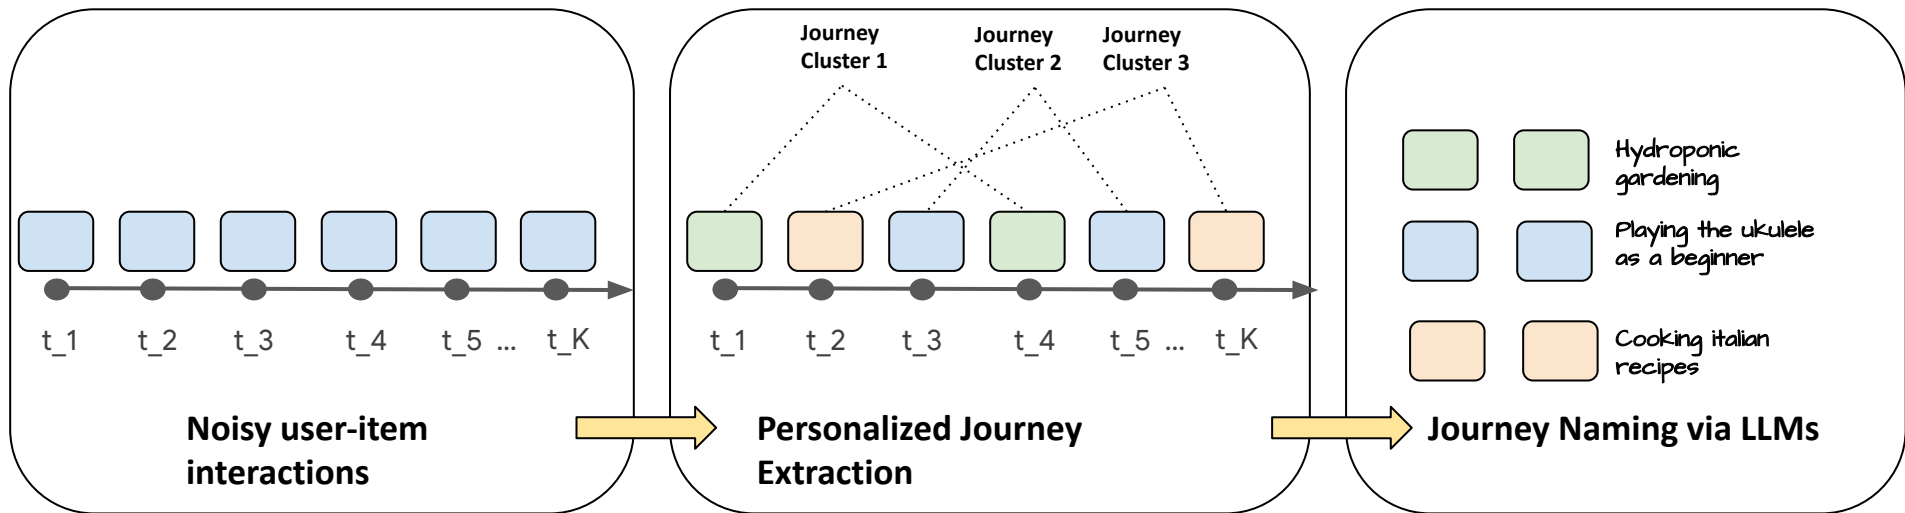 t_1 t_2 t_3 t_4 t_5 ... t_K
Noisy user-item
interactions
Journey
Cluster 1
Journey
Cluster 2
Journey
Cluster 3
t_1 t_2 t_3 t_4 t_5 ... t_K
Personalized Journey
Extraction
Hydroponic
gardening
Playing the ukulele
as a beginner
Cooking italian
recipes
Journey Naming via LLMs